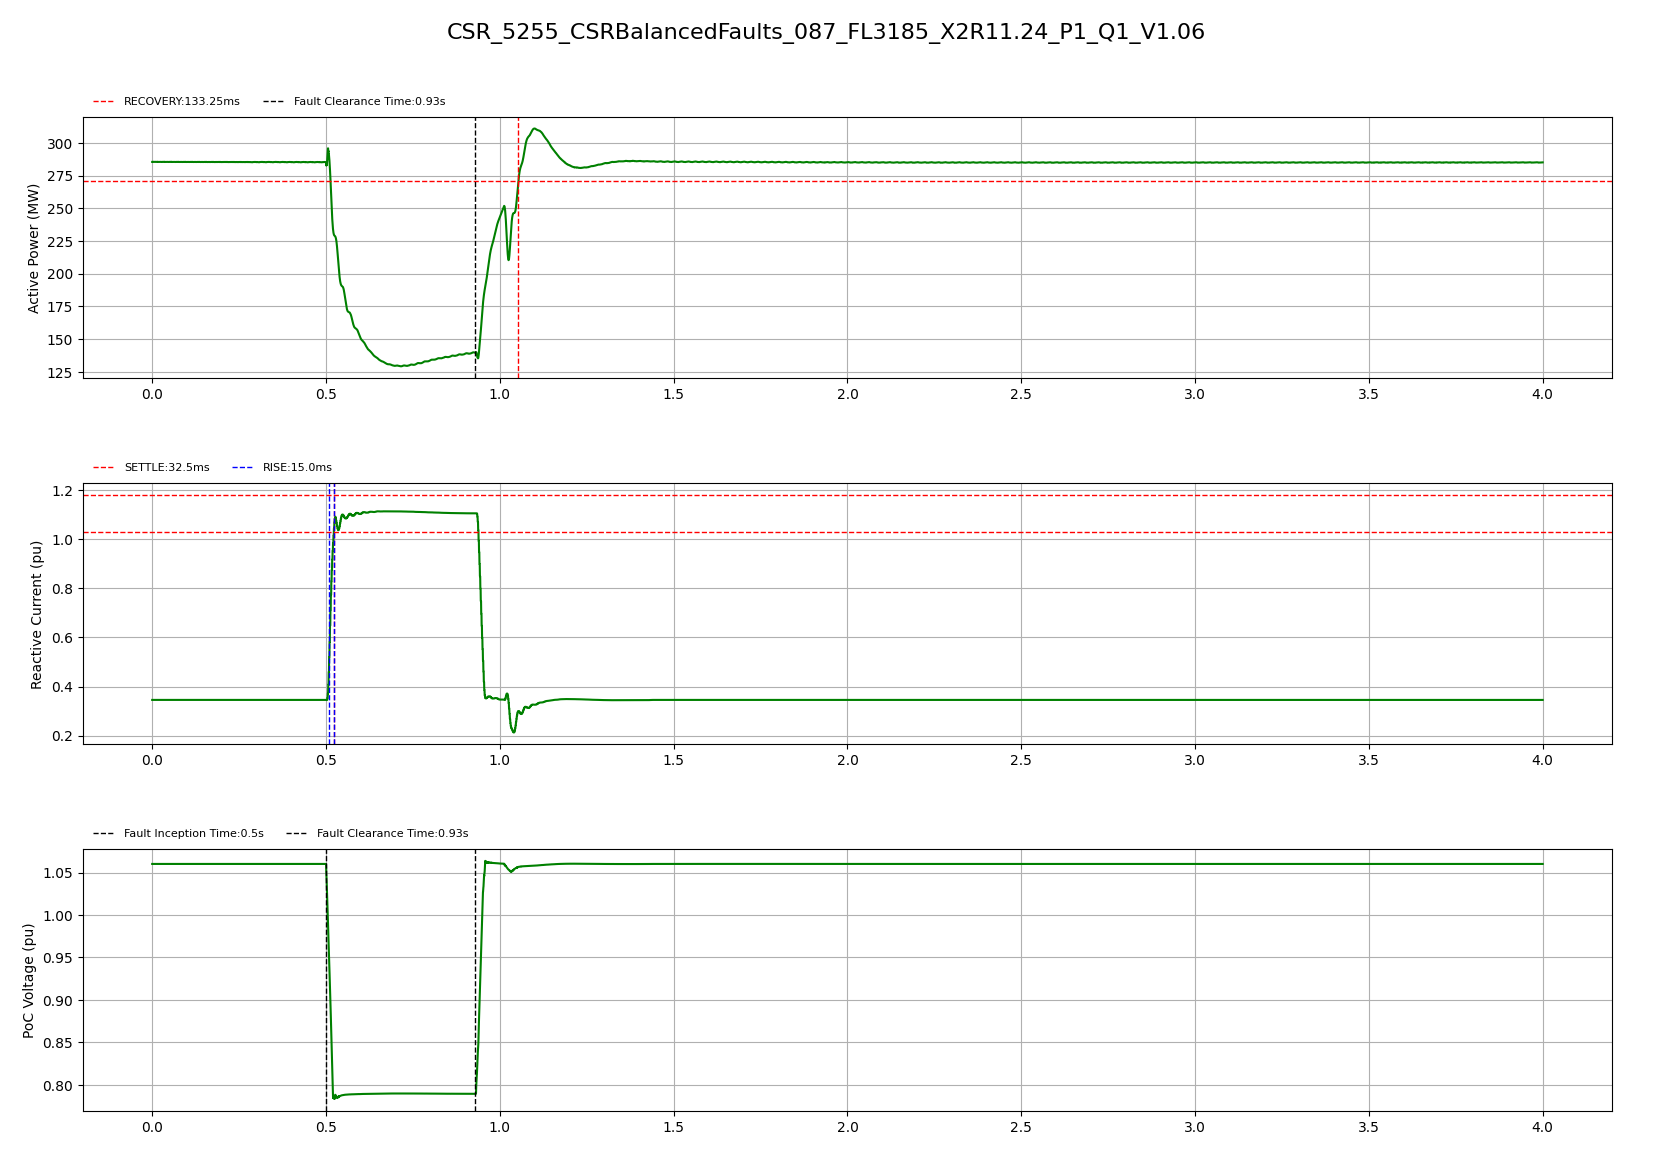 CSR_5255_CSRBalancedFaults_087_FL3185_X2R11.24_P1_Q1_V1.06
RECOVERY:133.25ms Fault Clearance Time:0.93s
Active Power (MW)
300
275
250
225
200
175
150
125
0.0 0.5 1.0 1.5 2.0 2.5 3.0 3.5 4.0
SETTLE:32.5ms RISE:15.0ms
Reactive Current (pu)
1.2
1.0
0.8
0.6
0.4
0.2
0.0 0.5 1.0 1.5 2.0 2.5 3.0 3.5 4.0
Fault Inception Time:0.5s Fault Clearance Time:0.93s
PoC Voltage (pu)
1.05
1.00
0.95
0.90
0.85
0.80
0.0 0.5 1.0 1.5 2.0 2.5 3.0 3.5 4.0